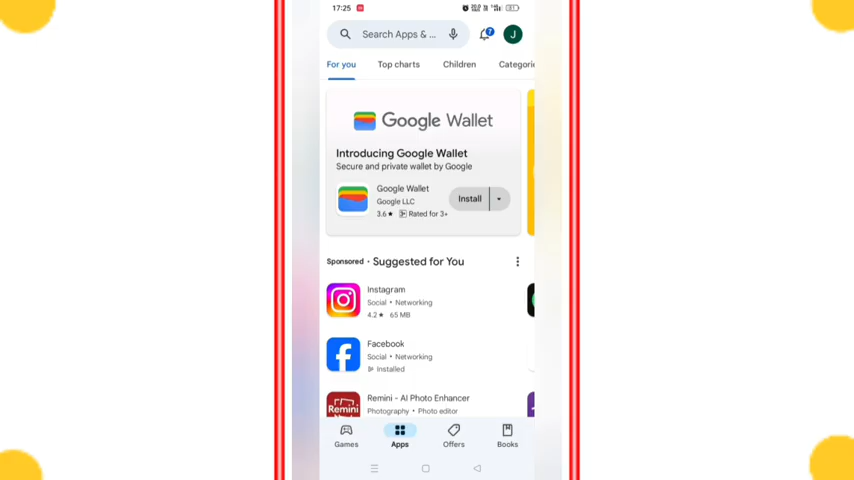 17:25
Search Apps & ...
7
J
For you
Top charts
Children
Categorie
Google Wallet
Introducing Google Wallet
Secure and private wallet by Google
Google Wallet
Google LLC
3.6★ Rated for 3+
Install
Sponsored • Suggested for You
Instagram
Social • Networking
4.2 ★ 65 MB
Facebook
Social • Networking
Installed
Remini
Remini - AI Photo Enhancer
Photography • Photo editor
Games
Apps
Offers
Books